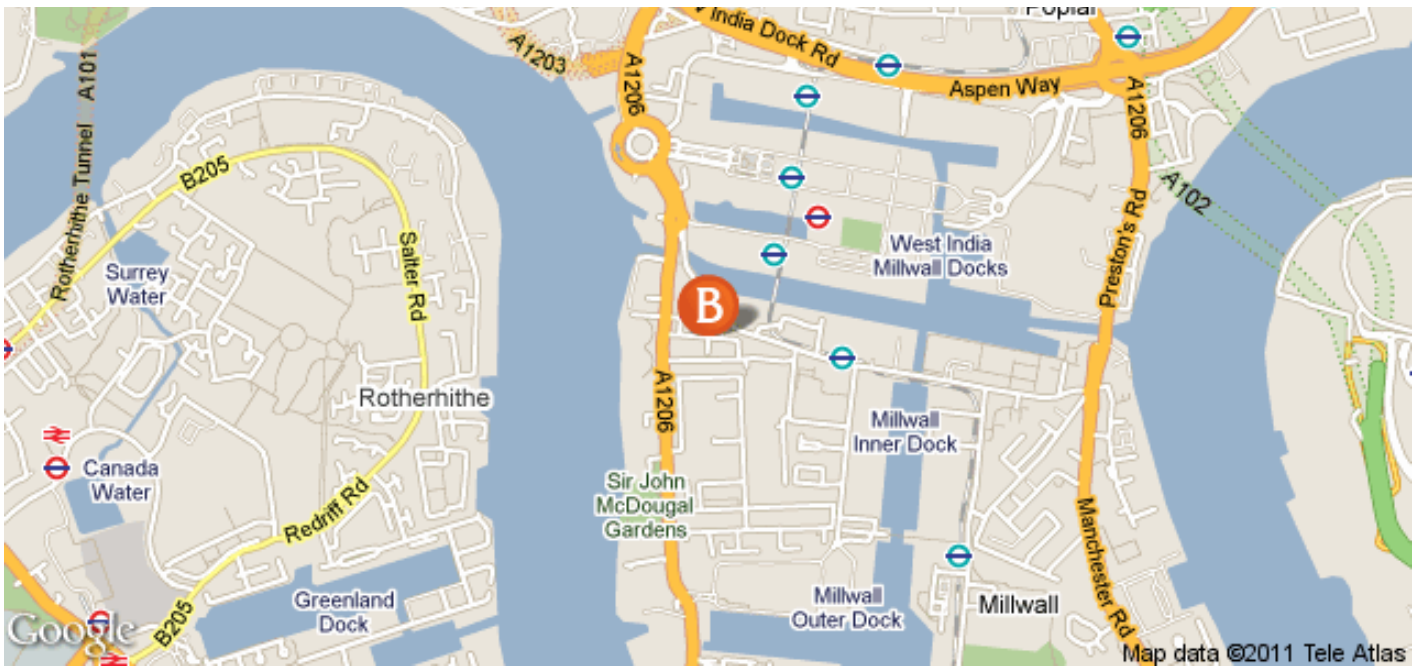 Poplar
India Dock Rd
A1203
A1206
Aspen Way
A1206
A101
Rotherhithe Tunnel
B205
A102
Salter Rd
Surrey
Water
West India
Millwall Docks
Preston's Rd
B
Rotherhithe
A1206
Millwall
Inner Dock
Canada
Water
Sir John
McDougal
Gardens
Redriff Rd
Manchester Rd
Greenland
Dock
Millwall
Outer Dock
Millwall
B205
Google
Map data ©2011 Tele Atlas